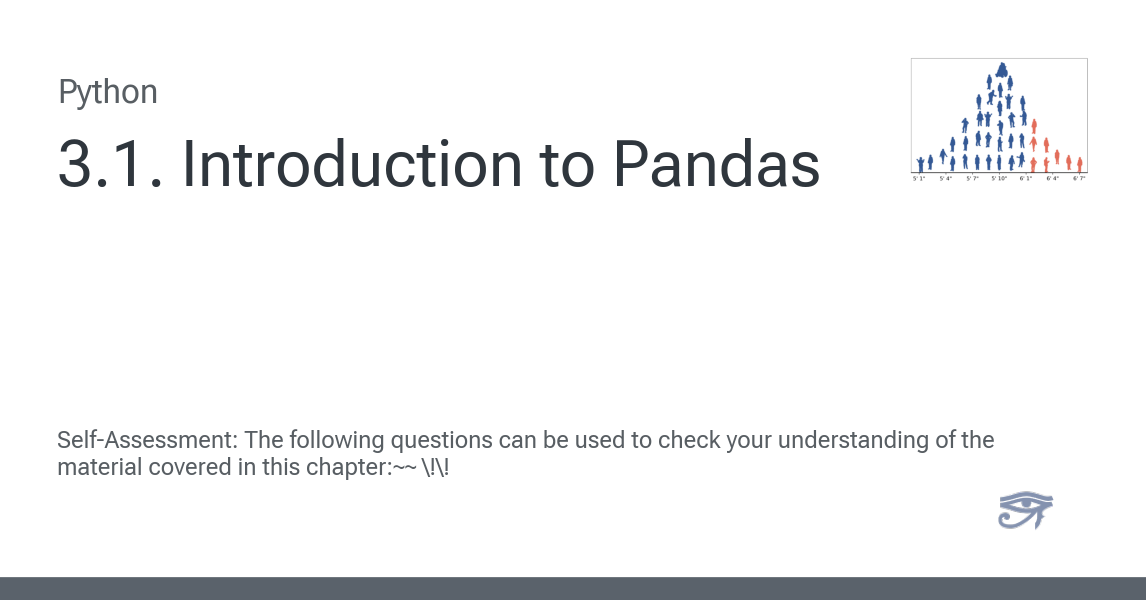 Python
3.1. Introduction to Pandas
5' 1" 5' 4" 5' 7" 5' 10" 6' 1" 6' 4" 6' 7"
Self-Assessment: The following questions can be used to check your understanding of the
material covered in this chapter:~~ \!\!